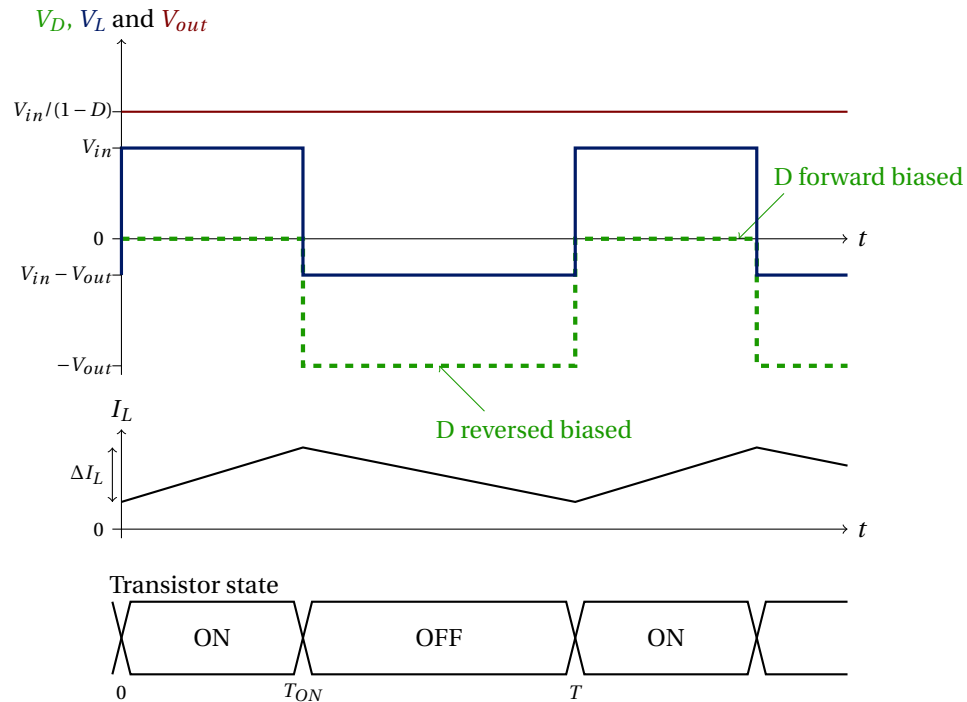 V_D, V_L and V_out
V_in/(1 − D)
V_in
D forward biased
0
t
V_in − V_out
−V_out
I_L
D reversed biased
ΔI_L
0
t
Transistor state
ON
OFF
ON
0
T_ON
T